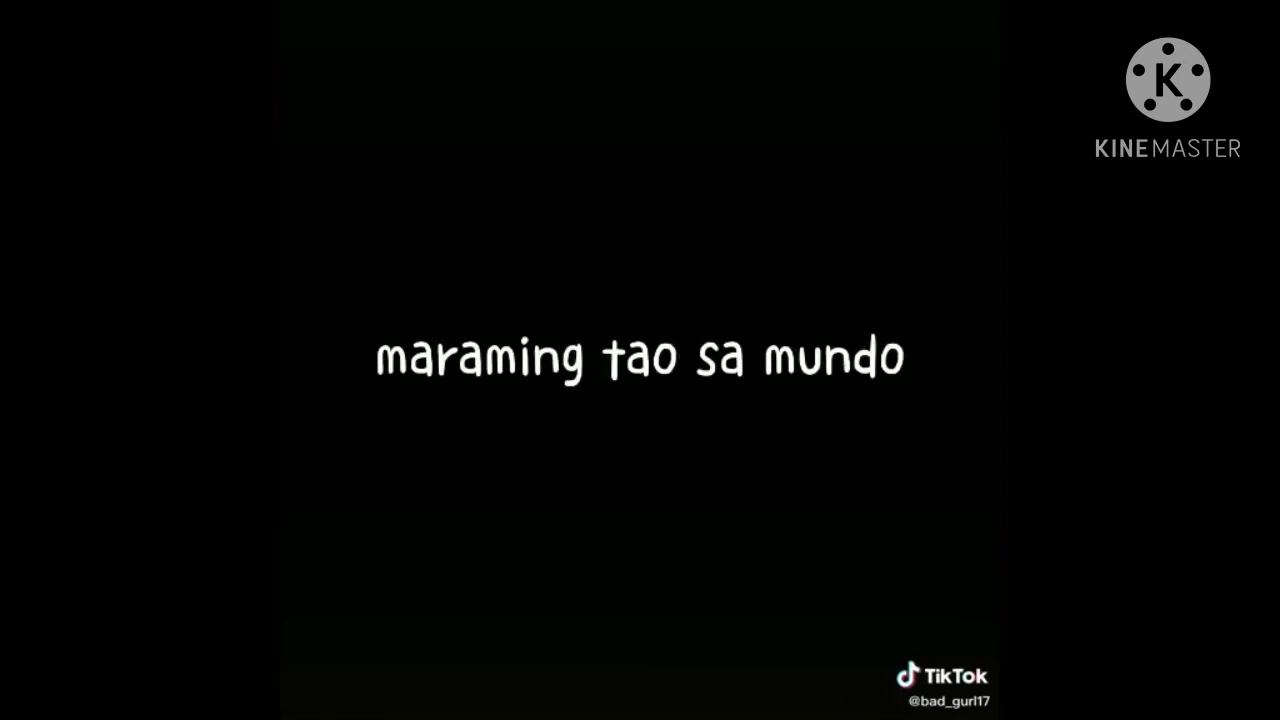 K
KINEMASTER
maraming tao sa mundo
TikTok
@bad_gurl17